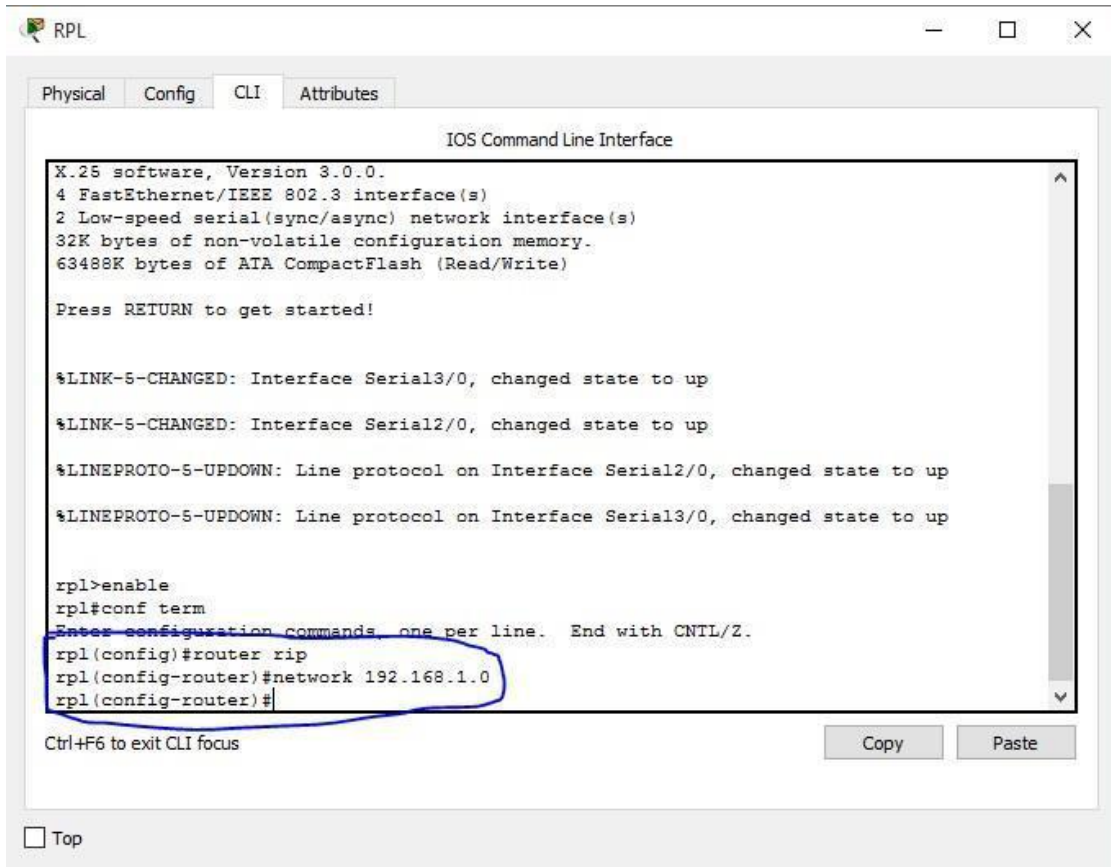 RPL
Physical Config CLI Attributes
IOS Command Line Interface
X.25 software, Version 3.0.0.
4 FastEthernet/IEEE 802.3 interface(s)
2 Low-speed serial(sync/async) network interface(s)
32K bytes of non-volatile configuration memory.
63488K bytes of ATA CompactFlash (Read/Write)
Press RETURN to get started!
%LINK-5-CHANGED: Interface Serial3/0, changed state to up
%LINK-5-CHANGED: Interface Serial2/0, changed state to up
%LINEPROTO-5-UPDOWN: Line protocol on Interface Serial2/0, changed state to up
%LINEPROTO-5-UPDOWN: Line protocol on Interface Serial3/0, changed state to up
rpl>enable
rpl#conf term
Enter configuration commands, one per line. End with CNTL/Z.
rpl(config)#router rip
rpl(config-router)#network 192.168.1.0
rpl(config-router)#
Ctrl+F6 to exit CLI focus
Copy Paste
Top